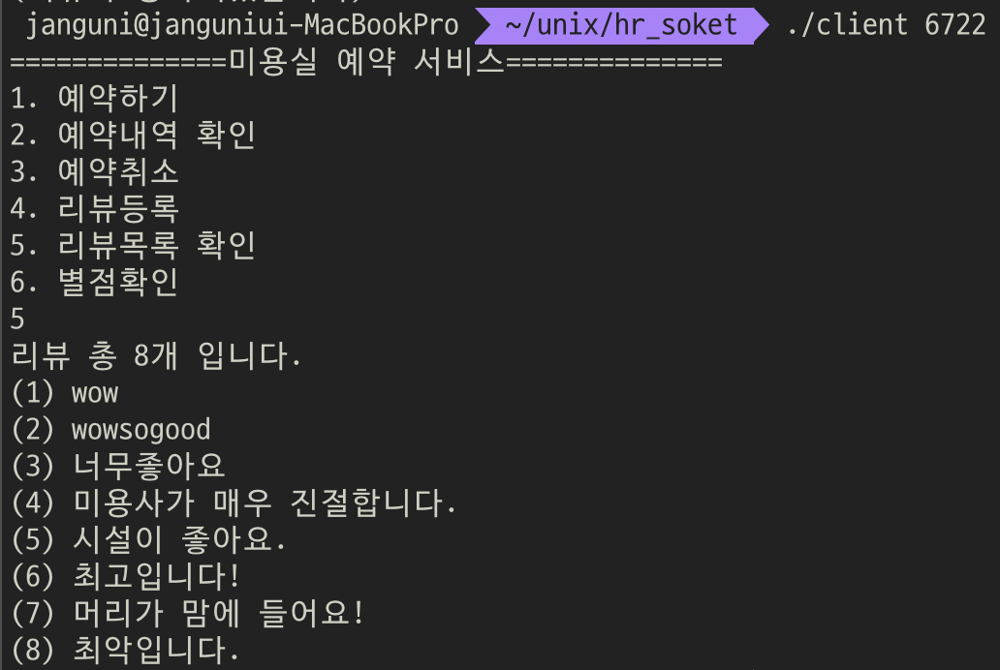 janguni@janguniui-MacBookPro ~/unix/hr_soket ./client 6722
==============미용실 예약 서비스==============
1. 예약하기
2. 예약내역 확인
3. 예약취소
4. 리뷰등록
5. 리뷰목록 확인
6. 별점확인
5
리뷰 총 8개 입니다.
(1) wow
(2) wowsogood
(3) 너무좋아요
(4) 미용사가 매우 진절합니다.
(5) 시설이 좋아요.
(6) 최고입니다!
(7) 머리가 맘에 들어요!
(8) 최악입니다.